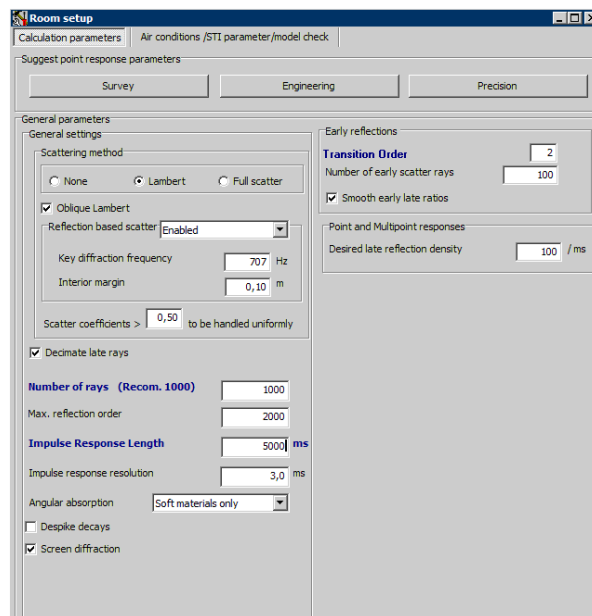 Room setup
Calculation parameters Air conditions /STI parameter/model check
Suggest point response parameters
Survey Engineering Precision
General parameters
General settings
Scattering method
None Lambert Full scatter
Oblique Lambert
Reflection based scatter Enabled
Key diffraction frequency 707 Hz
Interior margin 0,10 m
Scatter coefficients > 0,50 to be handled uniformly
Decimate late rays
Number of rays (Recom. 1000) 1000
Max. reflection order 2000
Impulse Response Length 5000 ms
Impulse response resolution 3,0 ms
Angular absorption Soft materials only
Despike decays
Screen diffraction
Early reflections
Transition Order 2
Number of early scatter rays 100
Smooth early late ratios
Point and Multipoint responses
Desired late reflection density 100 / ms